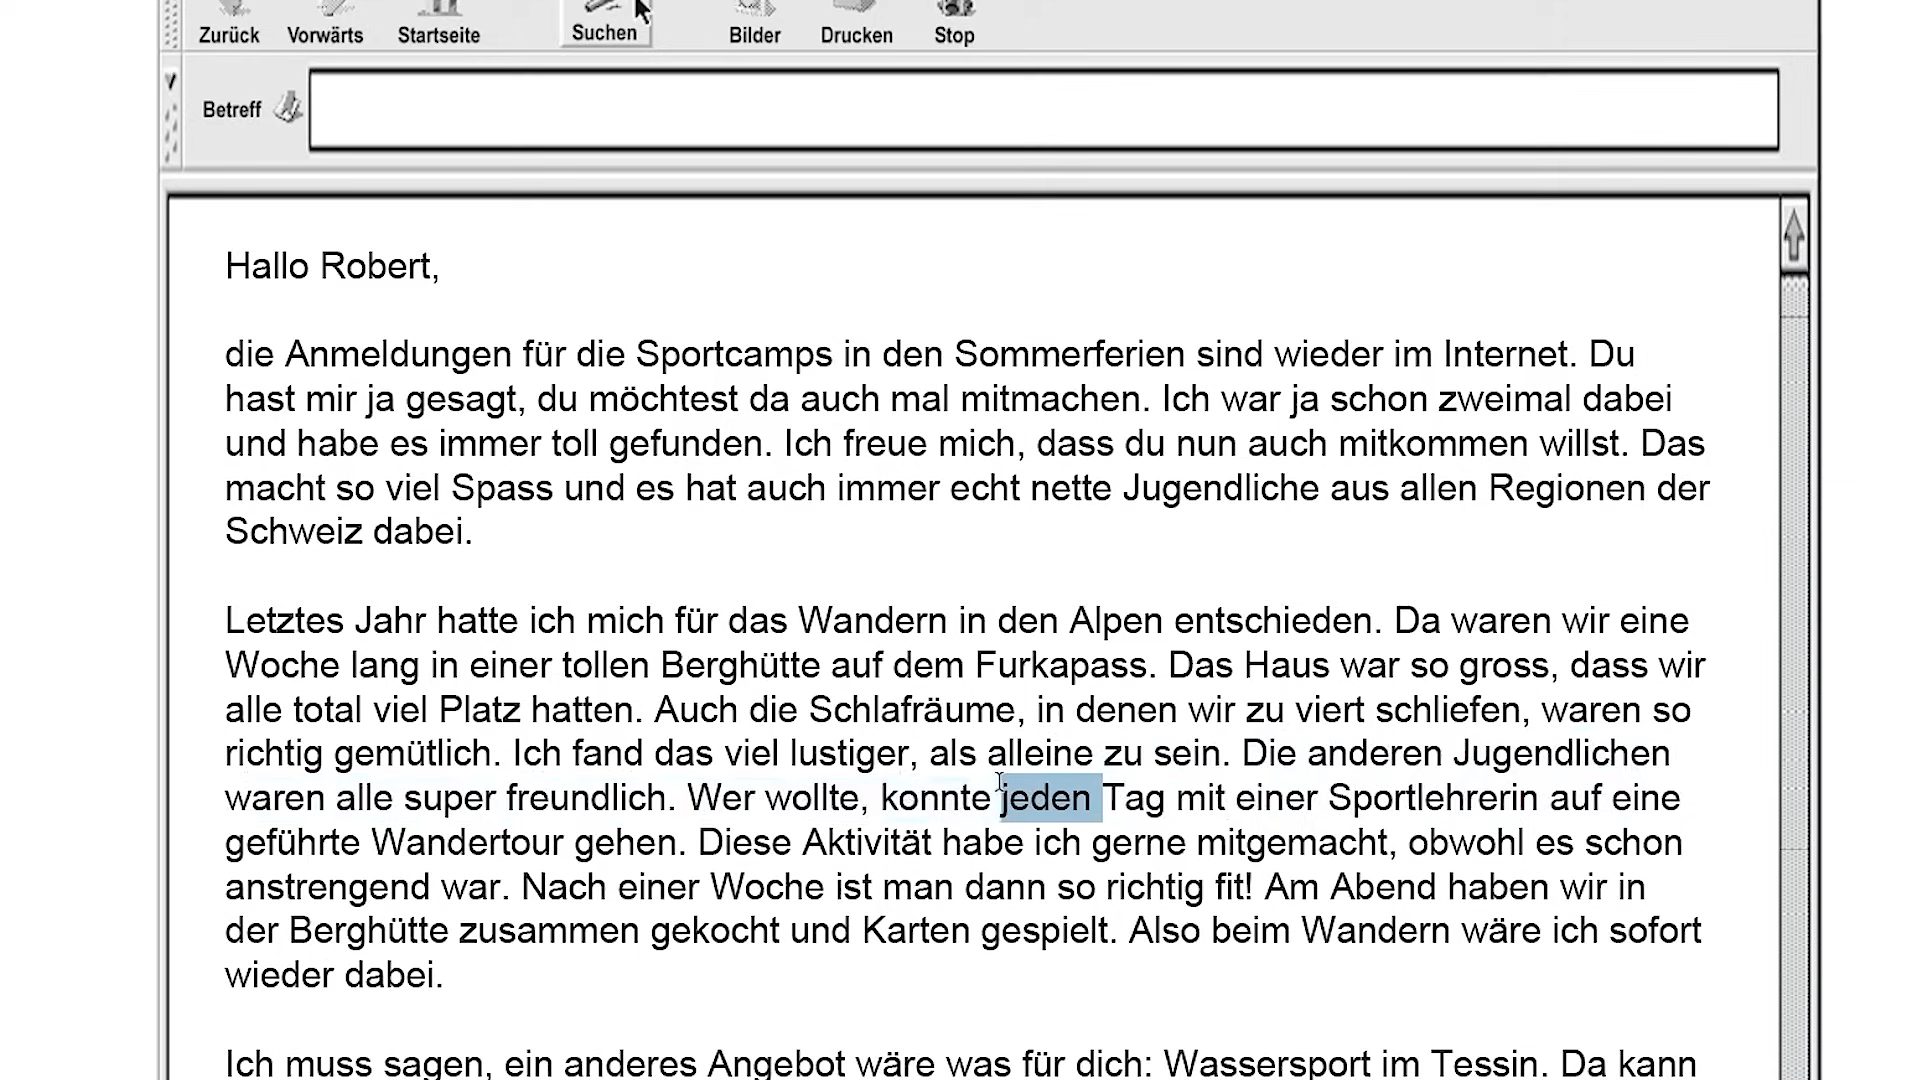 Zurück Vorwärts Startseite Suchen Bilder Drucken Stop
Betreff
Hallo Robert,
die Anmeldungen für die Sportcamps in den Sommerferien sind wieder im Internet. Du
hast mir ja gesagt, du möchtest da auch mal mitmachen. Ich war ja schon zweimal dabei
und habe es immer toll gefunden. Ich freue mich, dass du nun auch mitkommen willst. Das
macht so viel Spass und es hat auch immer echt nette Jugendliche aus allen Regionen der
Schweiz dabei.
Letztes Jahr hatte ich mich für das Wandern in den Alpen entschieden. Da waren wir eine
Woche lang in einer tollen Berghütte auf dem Furkapass. Das Haus war so gross, dass wir
alle total viel Platz hatten. Auch die Schlafräume, in denen wir zu viert schliefen, waren so
richtig gemütlich. Ich fand das viel lustiger, als alleine zu sein. Die anderen Jugendlichen
waren alle super freundlich. Wer wollte, konnte jeden Tag mit einer Sportlehrerin auf eine
geführte Wandertour gehen. Diese Aktivität habe ich gerne mitgemacht, obwohl es schon
anstrengend war. Nach einer Woche ist man dann so richtig fit! Am Abend haben wir in
der Berghütte zusammen gekocht und Karten gespielt. Also beim Wandern wäre ich sofort
wieder dabei.
Ich muss sagen, ein anderes Angebot wäre was für dich: Wassersport im Tessin. Da kann